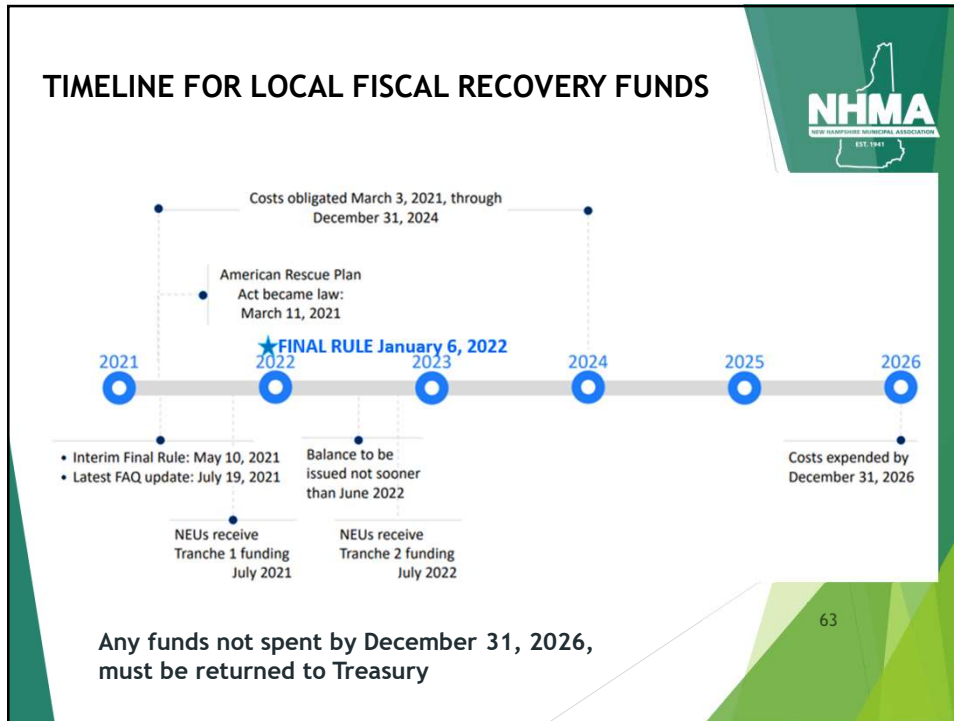 TIMELINE FOR LOCAL FISCAL RECOVERY FUNDS
NHMA
NEW HAMPSHIRE MUNICIPAL ASSOCIATION
EST. 1941
Costs obligated March 3, 2021, through
December 31, 2024
American Rescue Plan
Act became law:
March 11, 2021
★FINAL RULE January 6, 2022
2021 2022 2023 2024 2025 2026
• Interim Final Rule: May 10, 2021
• Latest FAQ update: July 19, 2021
Balance to be
issued not sooner
than June 2022
Costs expended by
December 31, 2026
NEUs receive
Tranche 1 funding
July 2021
NEUs receive
Tranche 2 funding
July 2022
63
Any funds not spent by December 31, 2026,
must be returned to Treasury